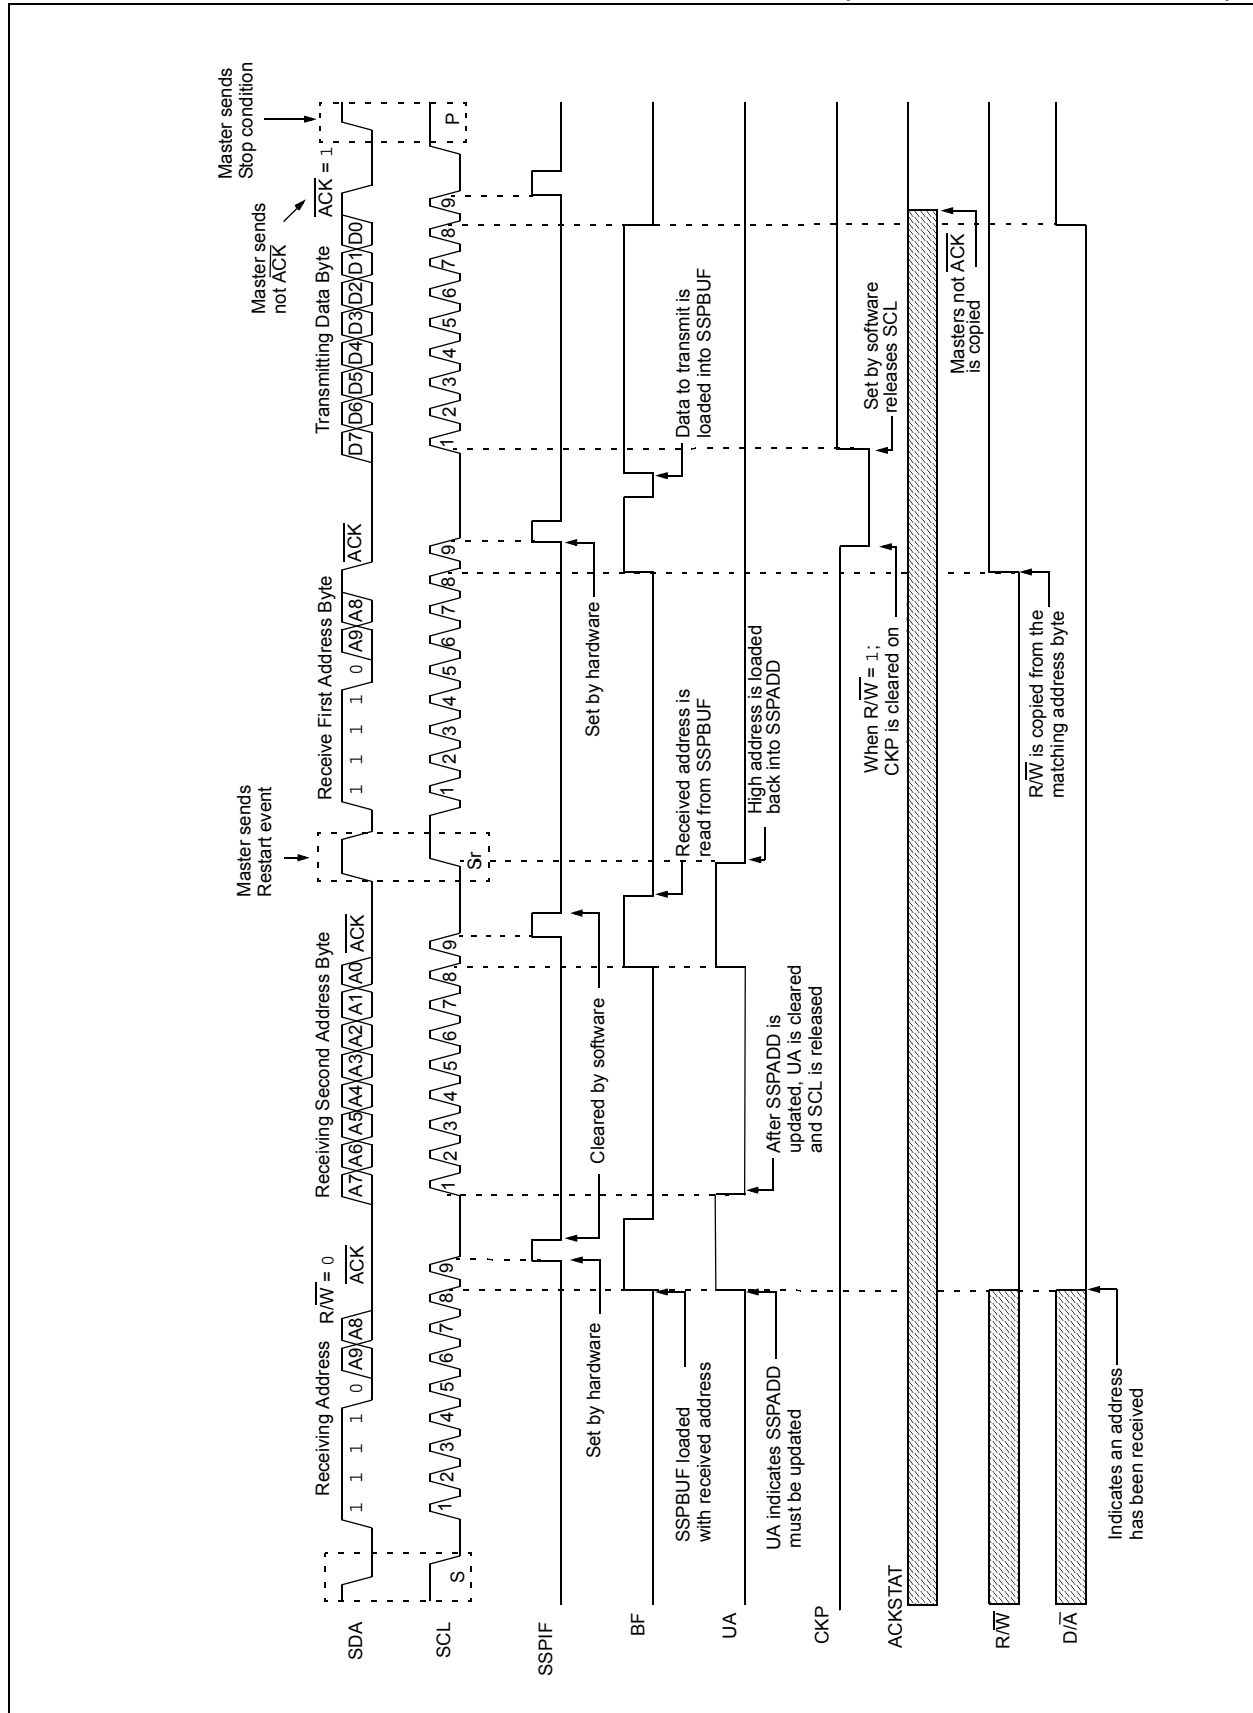 Master sends
Restart event
Master sends
not ACK
Master sends
Stop condition
Receiving Address R/W = 0
Receiving Second Address Byte
Receive First Address Byte
Transmitting Data Byte
ACK = 1
SDA
1 1 1 1 0 A9 A8 ACK
A7 A6 A5 A4 A3 A2 A1 A0 ACK
1 1 1 1 0 A9 A8 ACK
D7 D6 D5 D4 D3 D2 D1 D0
SCL
S 1 2 3 4 5 6 7 8 9
1 2 3 4 5 6 7 8 9
Sr
1 2 3 4 5 6 7 8 9
1 2 3 4 5 6 7 8 9
P
SSPIF
Set by hardware
Cleared by software
Set by hardware
BF
SSPBUF loaded
with received address
Received address is
read from SSPBUF
Data to transmit is
loaded into SSPBUF
UA
UA indicates SSPADD
must be updated
After SSPADD is
updated, UA is cleared
and SCL is released
High address is loaded
back into SSPADD
CKP
When R/W = 1;
CKP is cleared on
Set by software
releases SCL
ACKSTAT
Masters not ACK
is copied
R/W
R/W is copied from the
matching address byte
D/A
Indicates an address
has been received